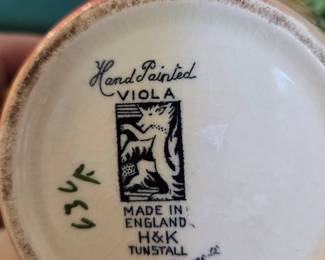 Hand Painted
VIOLA
MADE IN
ENGLAND
H&K
TUNSTALL